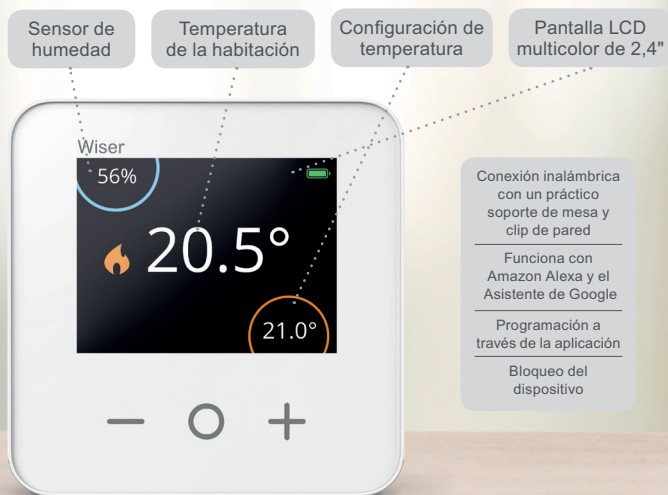 Sensor de
humedad
Temperatura
de la habitación
Configuración de
temperatura
Pantalla LCD
multicolor de 2,4"
Wiser
56%
20.5°
21.0°
Conexión inalámbrica
con un práctico
soporte de mesa y
clip de pared
Funciona con
Amazon Alexa y el
Asistente de Google
Programación a
través de la aplicación
Bloqueo del
dispositivo